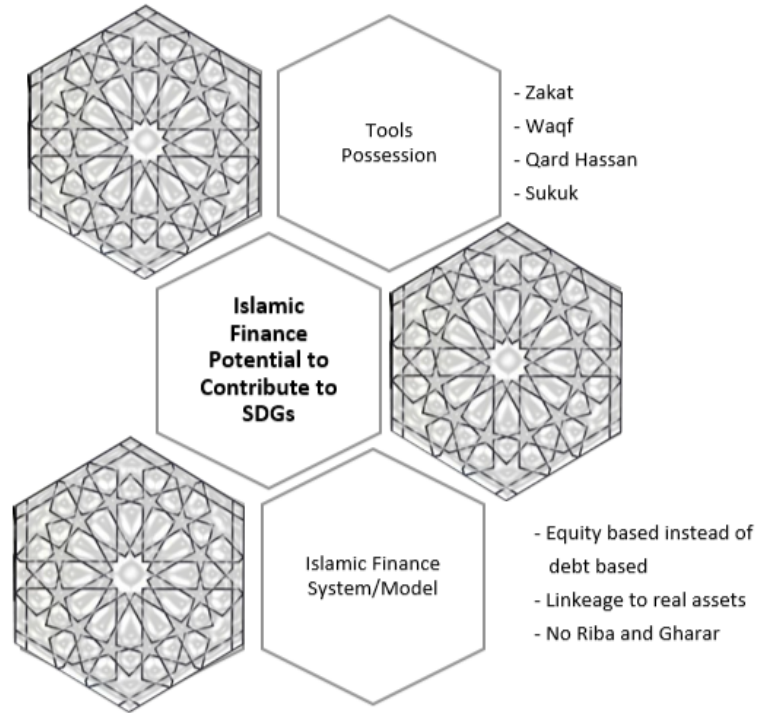 Tools
Possession
- Zakat
- Waqf
- Qard Hassan
- Sukuk
Islamic
Finance
Potential to
Contribute to
SDGs
Islamic Finance
System/Model
- Equity based instead of
debt based
- Linkeage to real assets
- No Riba and Gharar